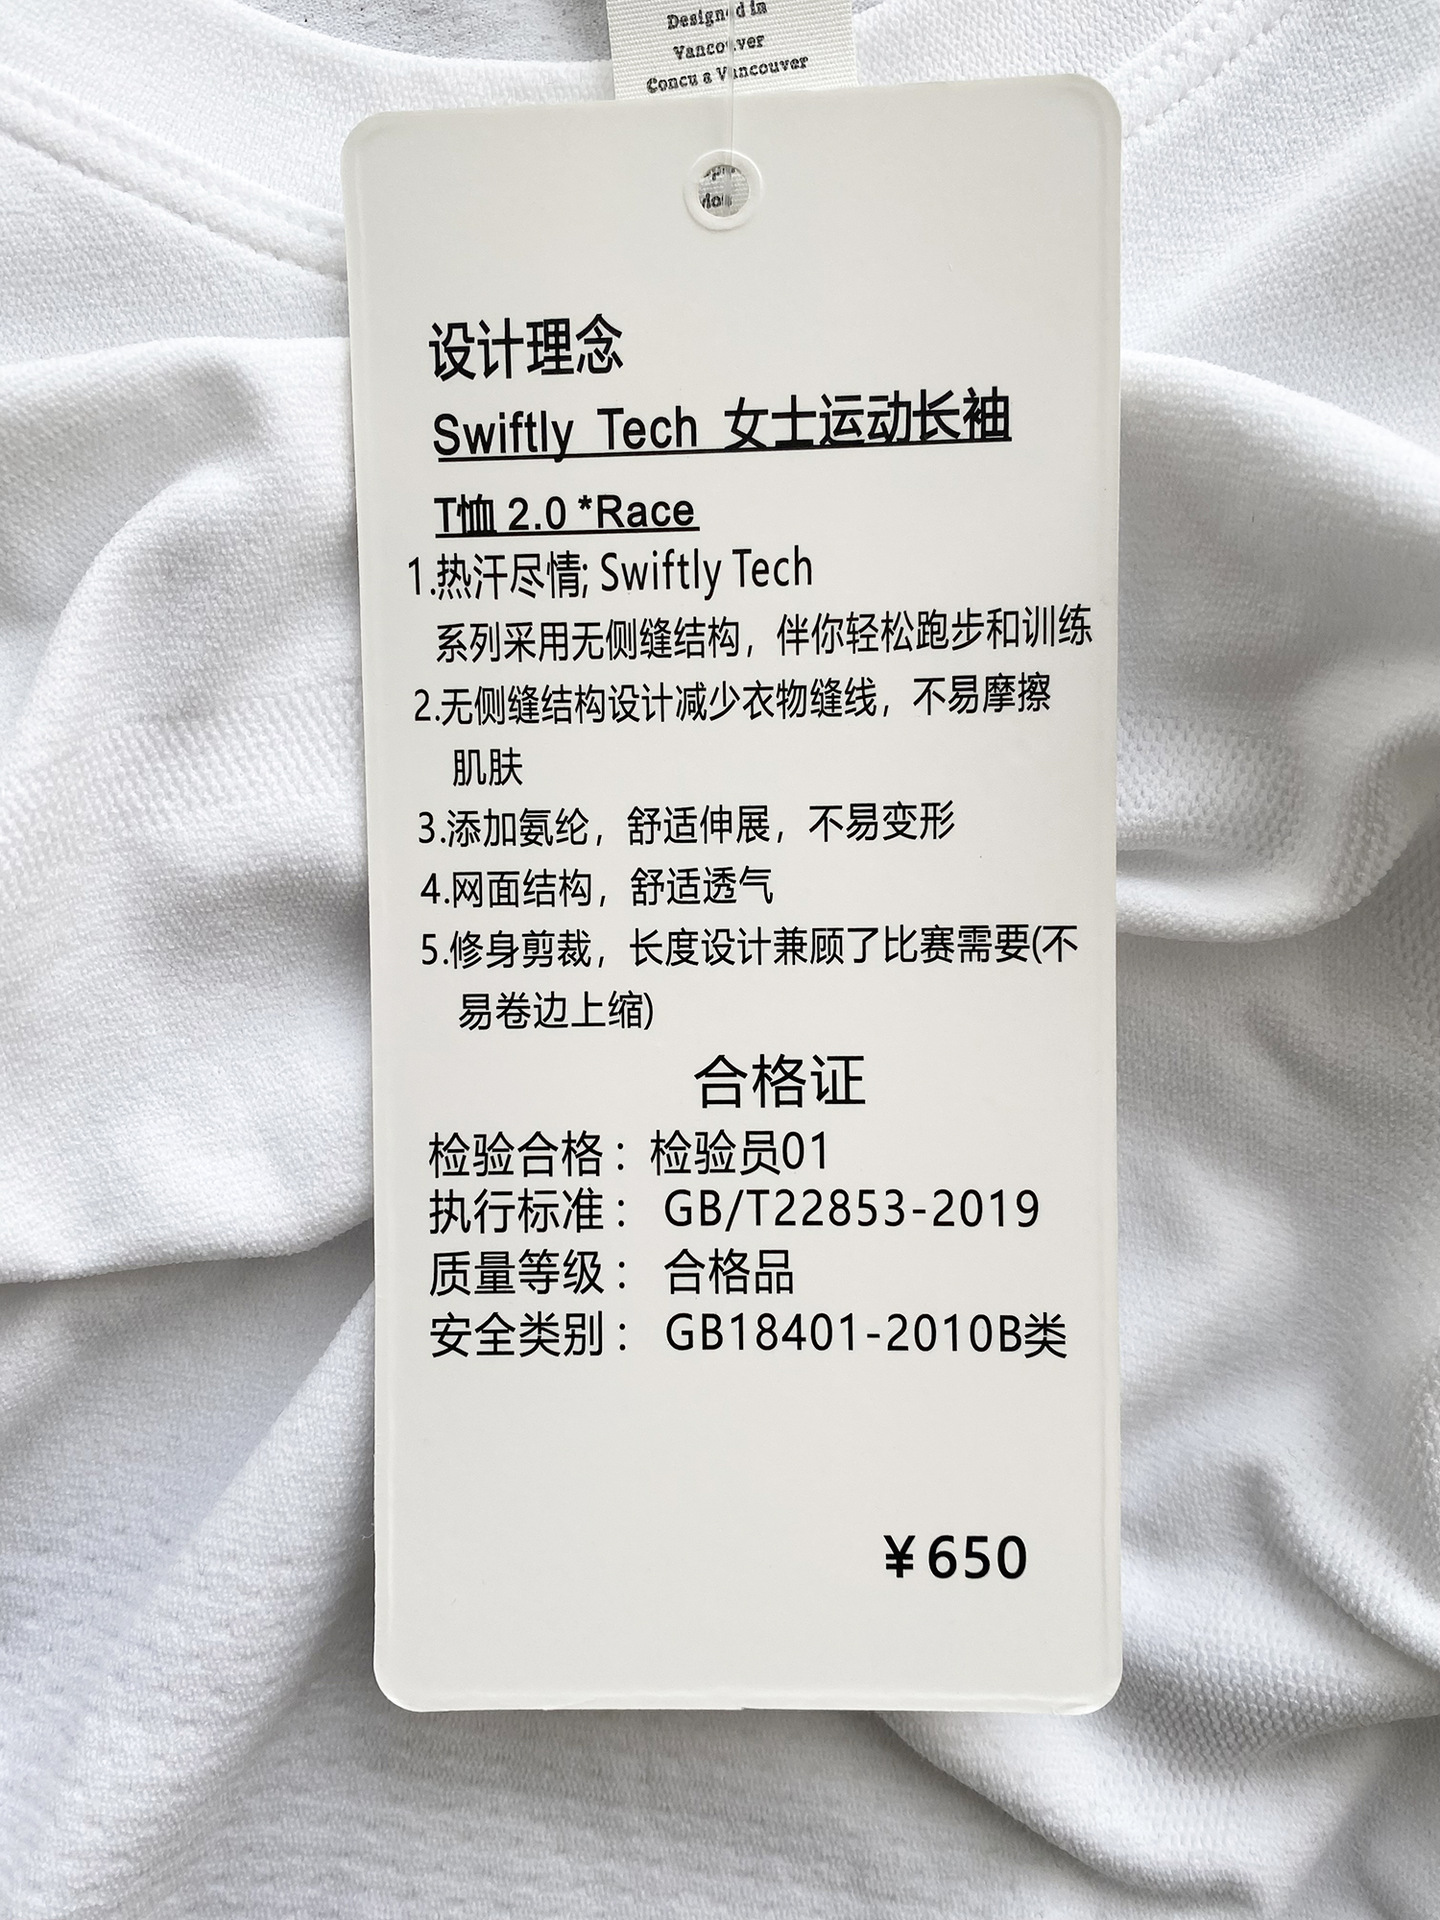 Designed in
Vancouver
Concu a Vancouver
设计理念
Swiftly Tech 女士运动长袖
T恤 2.0 *Race
1.热汗尽情; Swiftly Tech
系列采用无侧缝结构，伴你轻松跑步和训练
2.无侧缝结构设计减少衣物缝线，不易摩擦
肌肤
3.添加氨纶，舒适伸展，不易变形
4.网面结构，舒适透气
5.修身剪裁，长度设计兼顾了比赛需要(不
易卷边上缩)
合格证
检验合格：检验员01
执行标准： GB/T22853-2019
质量等级： 合格品
安全类别： GB18401-2010B类
¥650